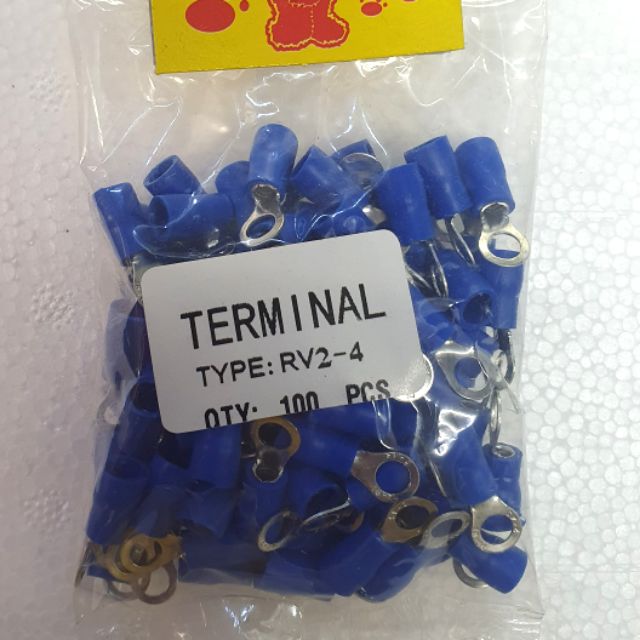 TERMINAL
TYPE: RV2-4
QTY: 100 PCS